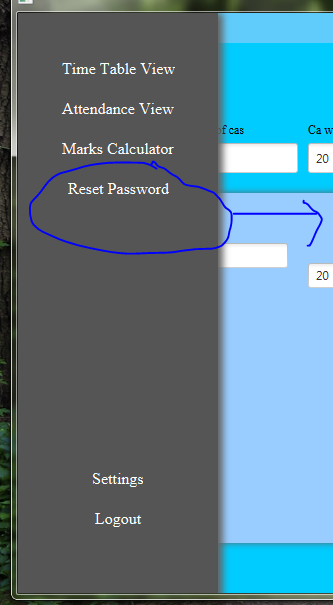 Time Table View
Attendance View
of cas
Ca w
Marks Calculator
20
Reset Password
20
Settings
Logout